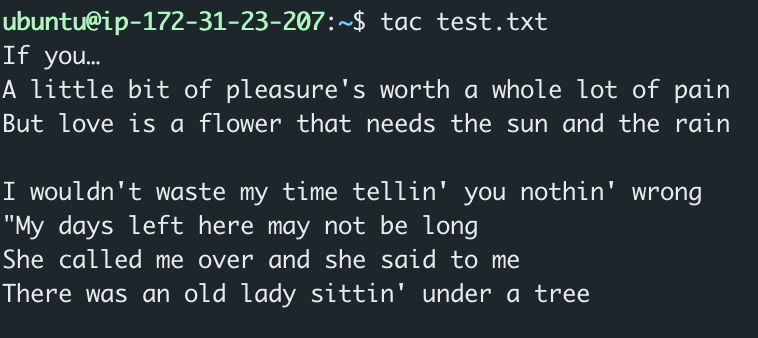 ubuntu@ip-172-31-23-207:~$ tac test.txt
If you…
A little bit of pleasure's worth a whole lot of pain
But love is a flower that needs the sun and the rain

I wouldn't waste my time tellin' you nothin' wrong
"My days left here may not be long
She called me over and she said to me
There was an old lady sittin' under a tree